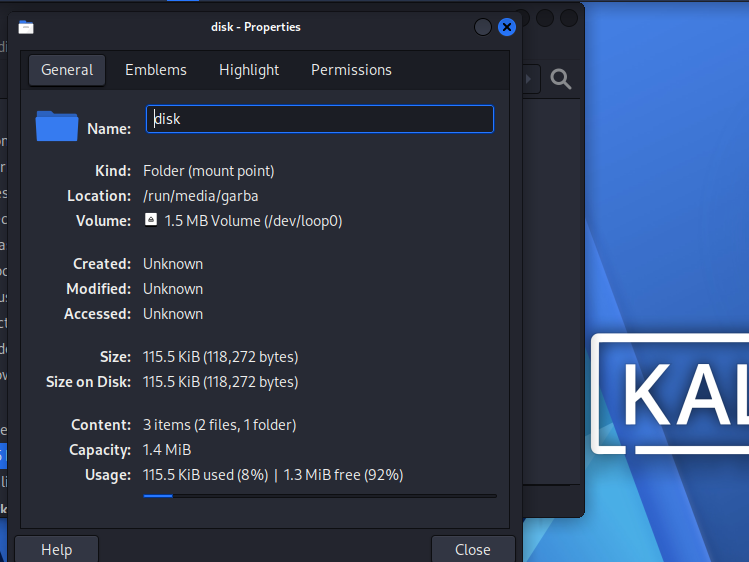 disk - Properties
General Emblems Highlight Permissions
Name: disk
Kind: Folder (mount point)
Location: /run/media/garba
Volume: 1.5 MB Volume (/dev/loop0)
Created: Unknown
Modified: Unknown
Accessed: Unknown
Size: 115.5 KiB (118,272 bytes)
Size on Disk: 115.5 KiB (118,272 bytes)
Content: 3 items (2 files, 1 folder)
Capacity: 1.4 MiB
Usage: 115.5 KiB used (8%) | 1.3 MiB free (92%)
Help Close
KAL